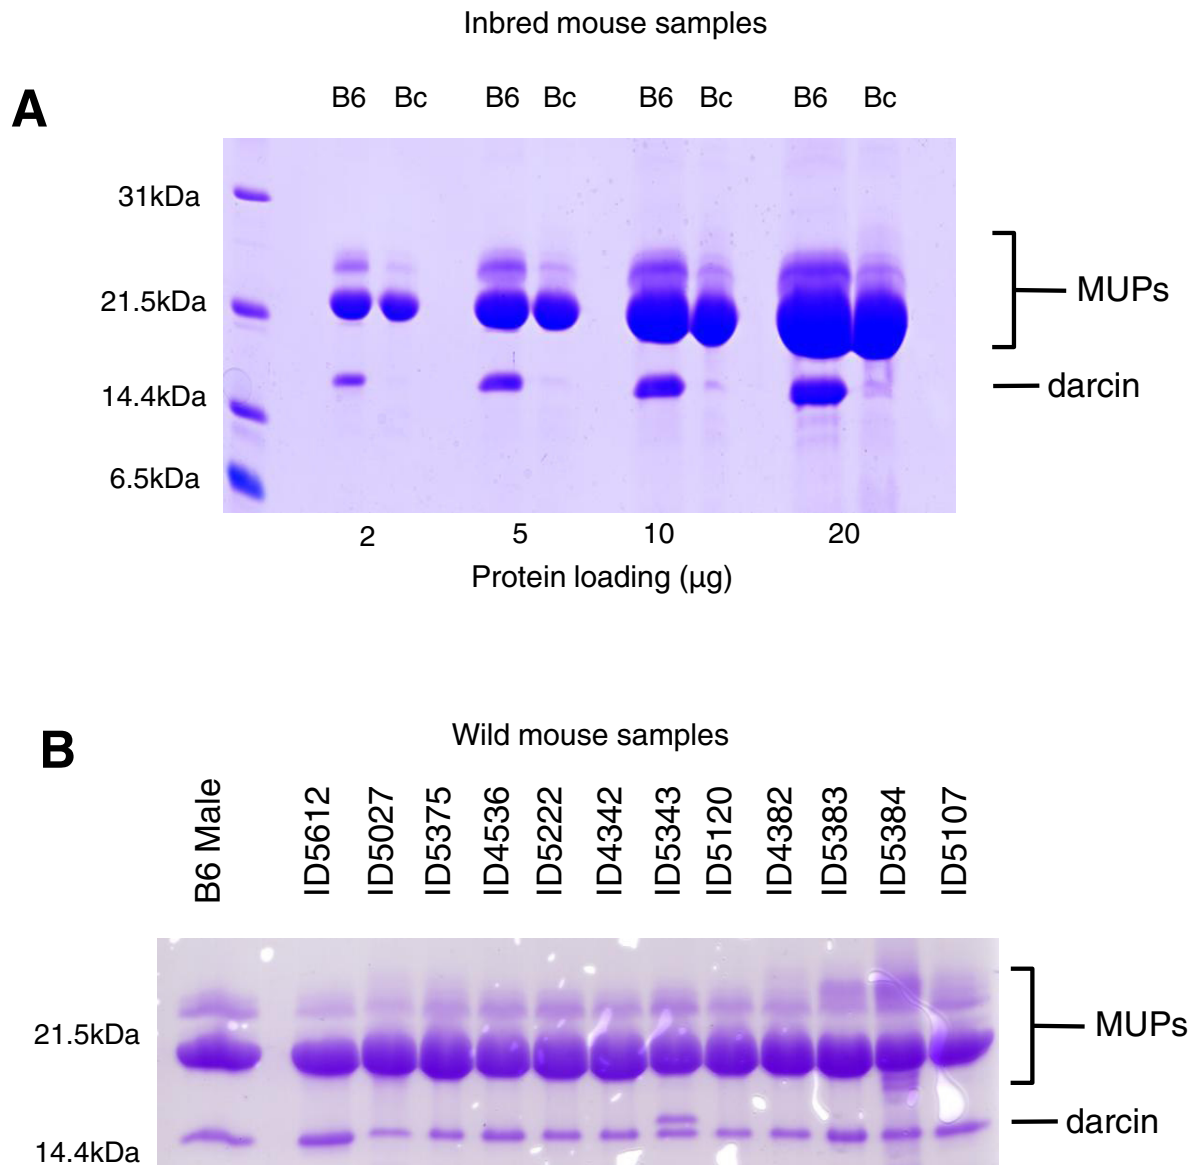 Inbred mouse samples
A
B6 Bc B6 Bc B6 Bc B6 Bc
31kDa
21.5kDa
14.4kDa
6.5kDa
MUPs
darcin
2 5 10 20
Protein loading (µg)
B
Wild mouse samples
B6 Male
ID5612
ID5027
ID5375
ID4536
ID5222
ID4342
ID5343
ID5120
ID4382
ID5383
ID5384
ID5107
21.5kDa
14.4kDa
MUPs
darcin